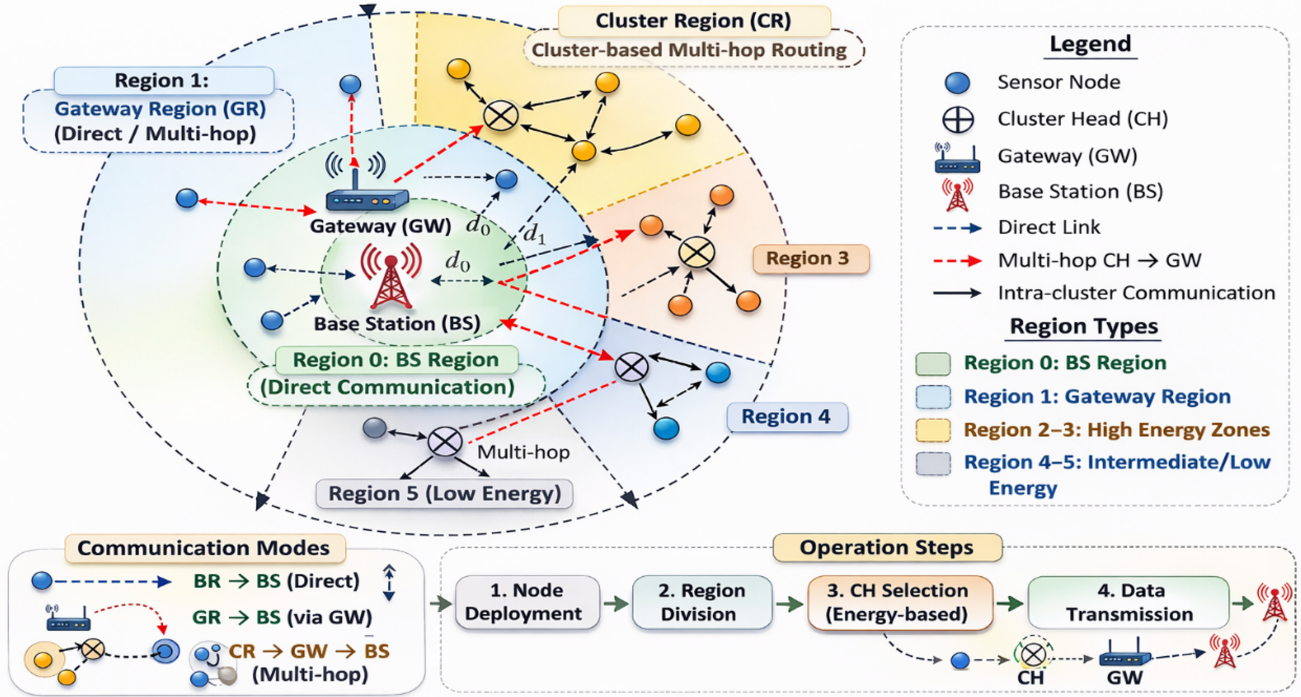 Cluster Region (CR)
Cluster-based Multi-hop Routing
Region 1:
Gateway Region (GR)
(Direct / Multi-hop)
Gateway (GW)
d0
d1
d0
Base Station (BS)
Region 0: BS Region
(Direct Communication)
Region 3
Region 4
Multi-hop
Region 5 (Low Energy)
Legend
Sensor Node
Cluster Head (CH)
Gateway (GW)
Base Station (BS)
Direct Link
Multi-hop CH → GW
Intra-cluster Communication
Region Types
Region 0: BS Region
Region 1: Gateway Region
Region 2–3: High Energy Zones
Region 4–5: Intermediate/Low
Energy
Communication Modes
BR → BS (Direct)
GR → BS (via GW)
CR → GW → BS
(Multi-hop)
Operation Steps
1. Node
Deployment
2. Region
Division
3. CH Selection
(Energy-based)
4. Data
Transmission
CH
GW